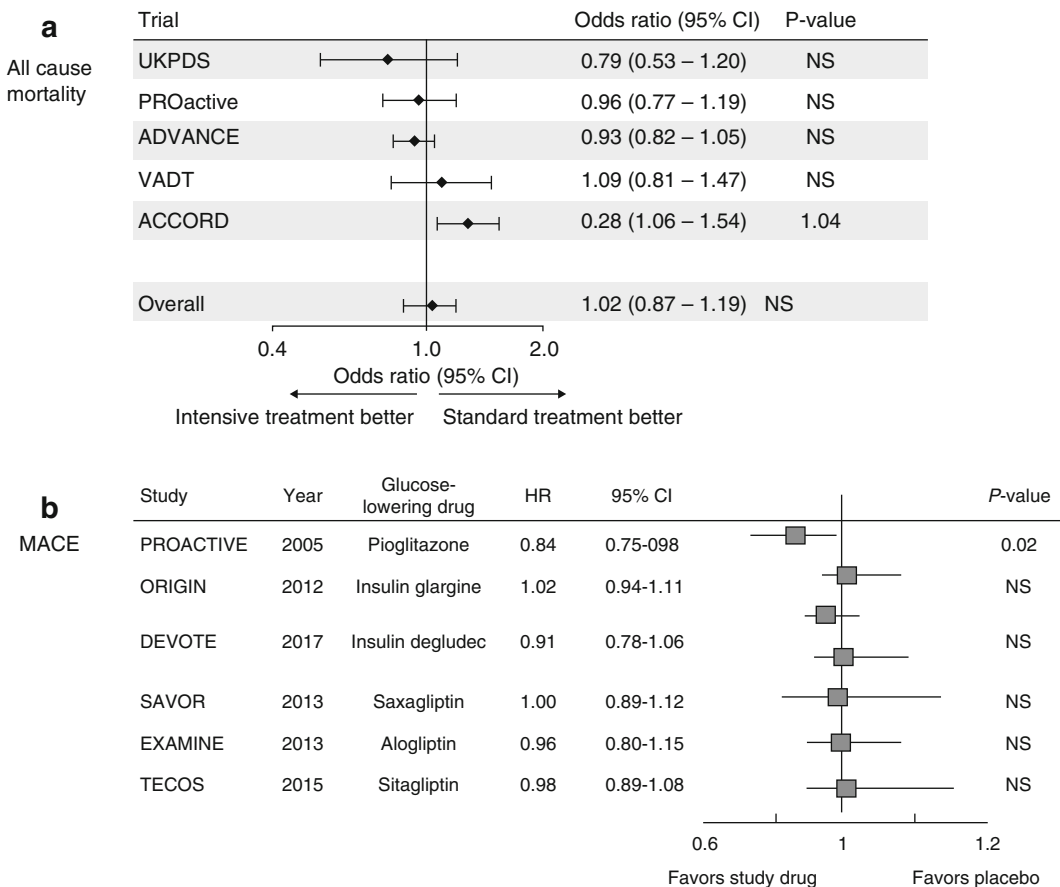 a
All cause
mortality
Trial Odds ratio (95% CI) P-value
UKPDS 0.79 (0.53 – 1.20) NS
PROactive 0.96 (0.77 – 1.19) NS
ADVANCE 0.93 (0.82 – 1.05) NS
VADT 1.09 (0.81 – 1.47) NS
ACCORD 0.28 (1.06 – 1.54) 1.04
Overall 1.02 (0.87 – 1.19) NS
0.4 1.0 2.0
Odds ratio (95% CI)
Intensive treatment better Standard treatment better
b
MACE
Study Year Glucose-
lowering drug HR 95% CI P-value
PROACTIVE 2005 Pioglitazone 0.84 0.75-098 0.02
ORIGIN 2012 Insulin glargine 1.02 0.94-1.11 NS
DEVOTE 2017 Insulin degludec 0.91 0.78-1.06 NS
SAVOR 2013 Saxagliptin 1.00 0.89-1.12 NS
EXAMINE 2013 Alogliptin 0.96 0.80-1.15 NS
TECOS 2015 Sitagliptin 0.98 0.89-1.08 NS
0.6 1 1.2
Favors study drug Favors placebo